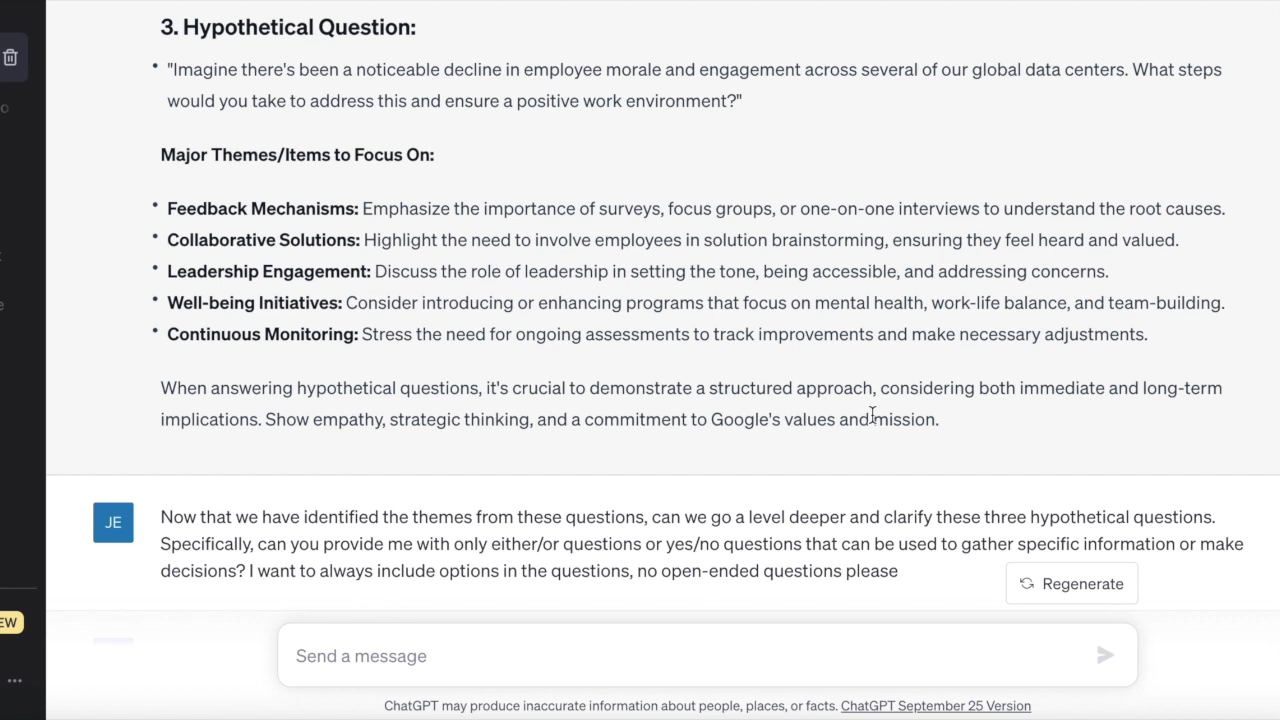 3. Hypothetical Question:
• "Imagine there's been a noticeable decline in employee morale and engagement across several of our global data centers. What steps
would you take to address this and ensure a positive work environment?"
Major Themes/Items to Focus On:
• Feedback Mechanisms: Emphasize the importance of surveys, focus groups, or one-on-one interviews to understand the root causes.
• Collaborative Solutions: Highlight the need to involve employees in solution brainstorming, ensuring they feel heard and valued.
• Leadership Engagement: Discuss the role of leadership in setting the tone, being accessible, and addressing concerns.
• Well-being Initiatives: Consider introducing or enhancing programs that focus on mental health, work-life balance, and team-building.
• Continuous Monitoring: Stress the need for ongoing assessments to track improvements and make necessary adjustments.
When answering hypothetical questions, it's crucial to demonstrate a structured approach, considering both immediate and long-term
implications. Show empathy, strategic thinking, and a commitment to Google's values and mission.
JE
Now that we have identified the themes from these questions, can we go a level deeper and clarify these three hypothetical questions.
Specifically, can you provide me with only either/or questions or yes/no questions that can be used to gather specific information or make
decisions? I want to always include options in the questions, no open-ended questions please
Regenerate
EW
Send a message
ChatGPT may produce inaccurate information about people, places, or facts. ChatGPT September 25 Version